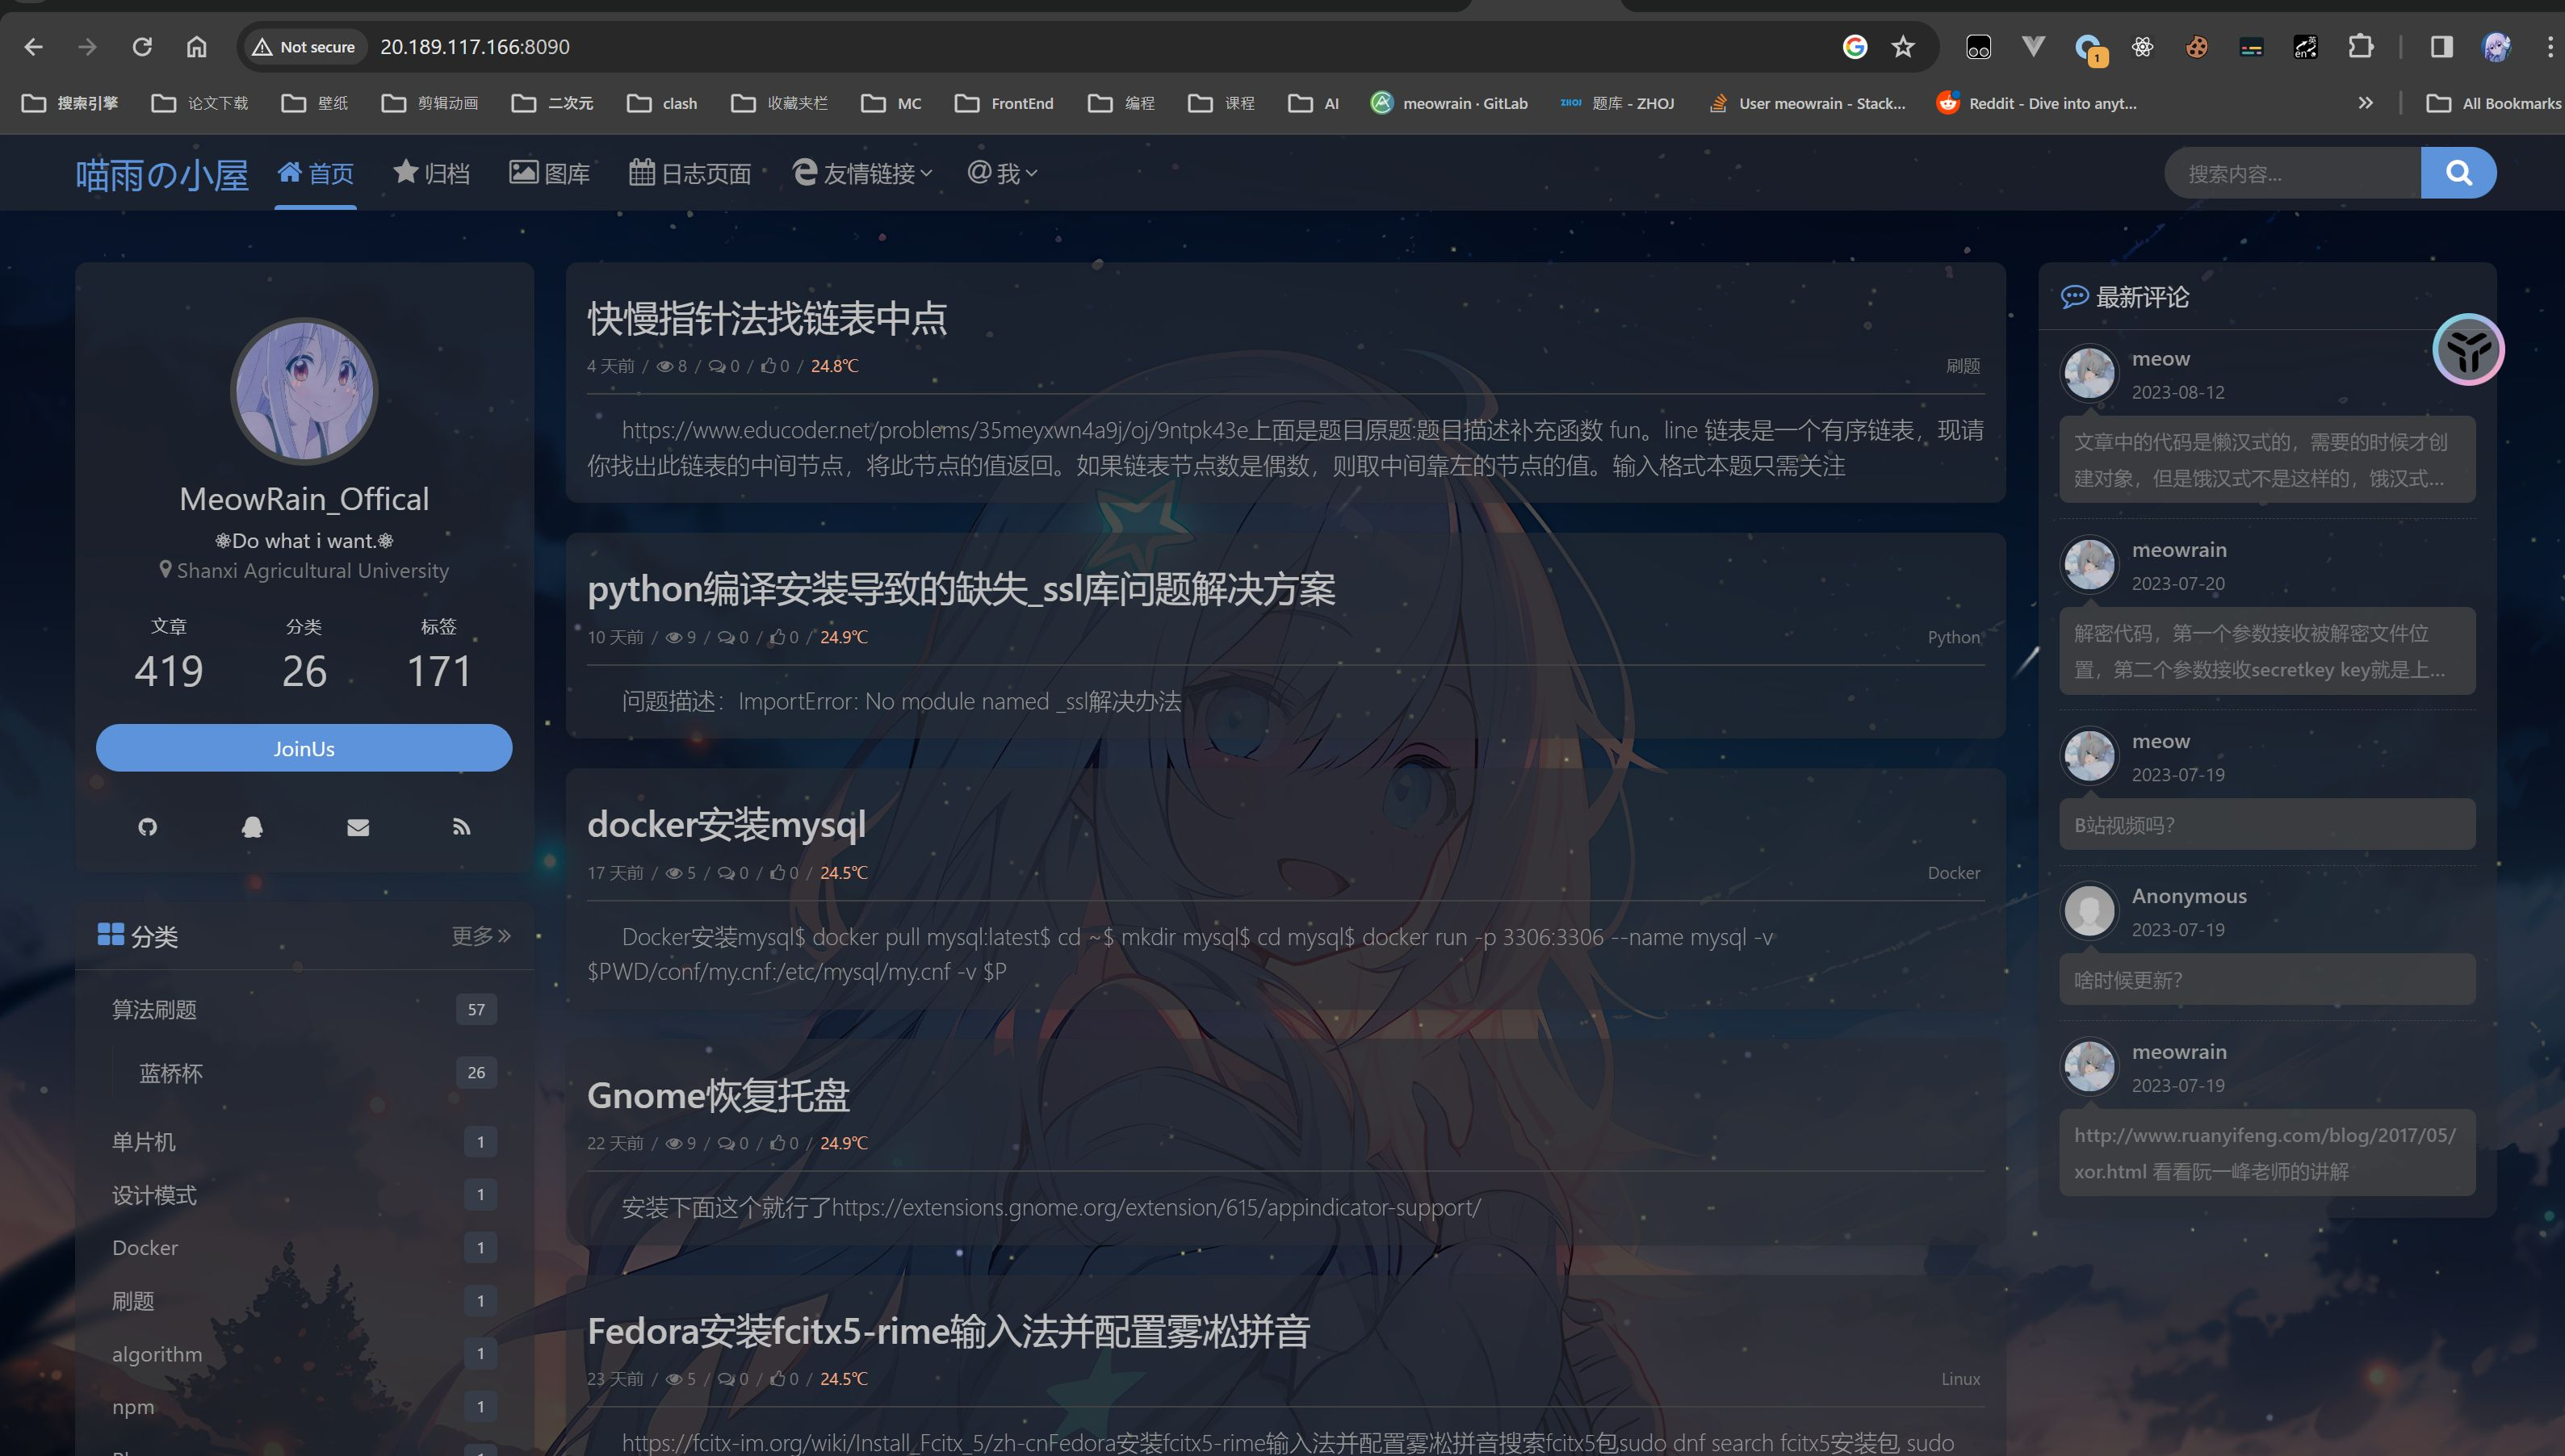 Not secure
20.189.117.166:8090
1
搜索引擎
论文下载
壁纸
剪辑动画
二次元
clash
收藏夹栏
MC
FrontEnd
编程
课程
AI
meowrain · GitLab
ZHOJ
题库 - ZHOJ
User meowrain - Stack...
Reddit - Dive into anyt...
All Bookmarks
喵雨の小屋
首页
归档
图库
日志页面
友情链接
我
搜索内容...
MeowRain_Offical
Do what i want.
Shanxi Agricultural University
文章
分类
标签
419
26
171
JoinUs
分类
更多
算法刷题
57
蓝桥杯
26
单片机
1
设计模式
1
Docker
1
刷题
1
algorithm
1
npm
1
快慢指针法找链表中点
4 天前 / 8 / 0 / 0 / 24.8℃
刷题
https://www.educoder.net/problems/35meyxwn4a9j/oj/9ntpk43e上面是题目原题:题目描述补充函数 fun。line 链表是一个有序链表，现请
你找出此链表的中间节点，将此节点的值返回。如果链表节点数是偶数，则取中间靠左的节点的值。输入格式本题只需关注
python编译安装导致的缺失_ssl库问题解决方案
10 天前 / 9 / 0 / 0 / 24.9℃
Python
问题描述：ImportError: No module named _ssl解决办法
docker安装mysql
17 天前 / 5 / 0 / 0 / 24.5℃
Docker
Docker安装mysql$ docker pull mysql:latest$ cd ~$ mkdir mysql$ cd mysql$ docker run -p 3306:3306 --name mysql -v
$PWD/conf/my.cnf:/etc/mysql/my.cnf -v $P
Gnome恢复托盘
22 天前 / 9 / 0 / 0 / 24.9℃
安装下面这个就行了https://extensions.gnome.org/extension/615/appindicator-support/
Fedora安装fcitx5-rime输入法并配置雾凇拼音
23 天前 / 5 / 0 / 0 / 24.5℃
Linux
https://fcitx-im.org/wiki/Install_Fcitx_5/zh-cnFedora安装fcitx5-rime输入法并配置雾凇拼音搜索fcitx5包sudo dnf search fcitx5安装包 sudo
最新评论
meow
2023-08-12
文章中的代码是懒汉式的，需要的时候才创
建对象，但是饿汉式不是这样的，饿汉式...
meowrain
2023-07-20
解密代码，第一个参数接收被解密文件位
置，第二个参数接收secretkey key就是上...
meow
2023-07-19
B站视频吗？
Anonymous
2023-07-19
啥时候更新？
meowrain
2023-07-19
http://www.ruanyifeng.com/blog/2017/05/
xor.html 看看阮一峰老师的讲解